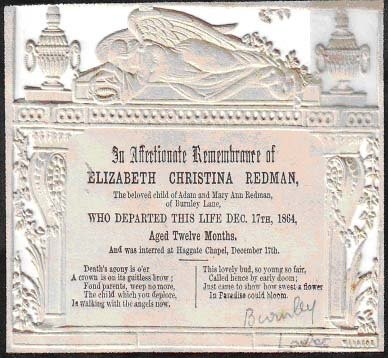 In Affectionate Remembrance of
ELIZABETH CHRISTINA REDMAN,
The beloved child of Adam and Mary Ann Redman,
of Burnley Lane,
WHO DEPARTED THIS LIFE DEC. 17TH, 1864,
Aged Twelve Months,
And was interred at Haggate Chapel, December 17th.
Death's agony is o'er
A crown is on its guitless brow;
Fond parents, weep no more,
The child which you deplore,
Is walking with the angels now.
This lovely bud, so young so fair,
Called hence by early doom;
Just came to show how sweet a flower
In Paradise could bloom.
Burnley